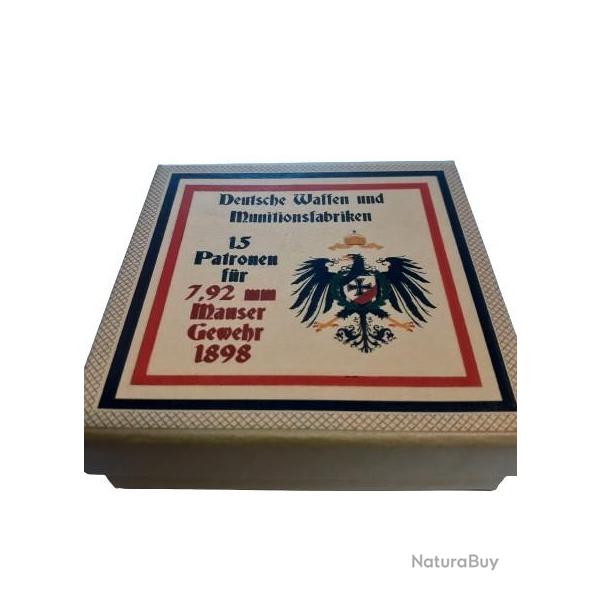 Deutsche Waffen und
Munitionsfabriken
15
Patronen
für
7,92 mm
Mauser
Gewehr
1898
NaturaBuy